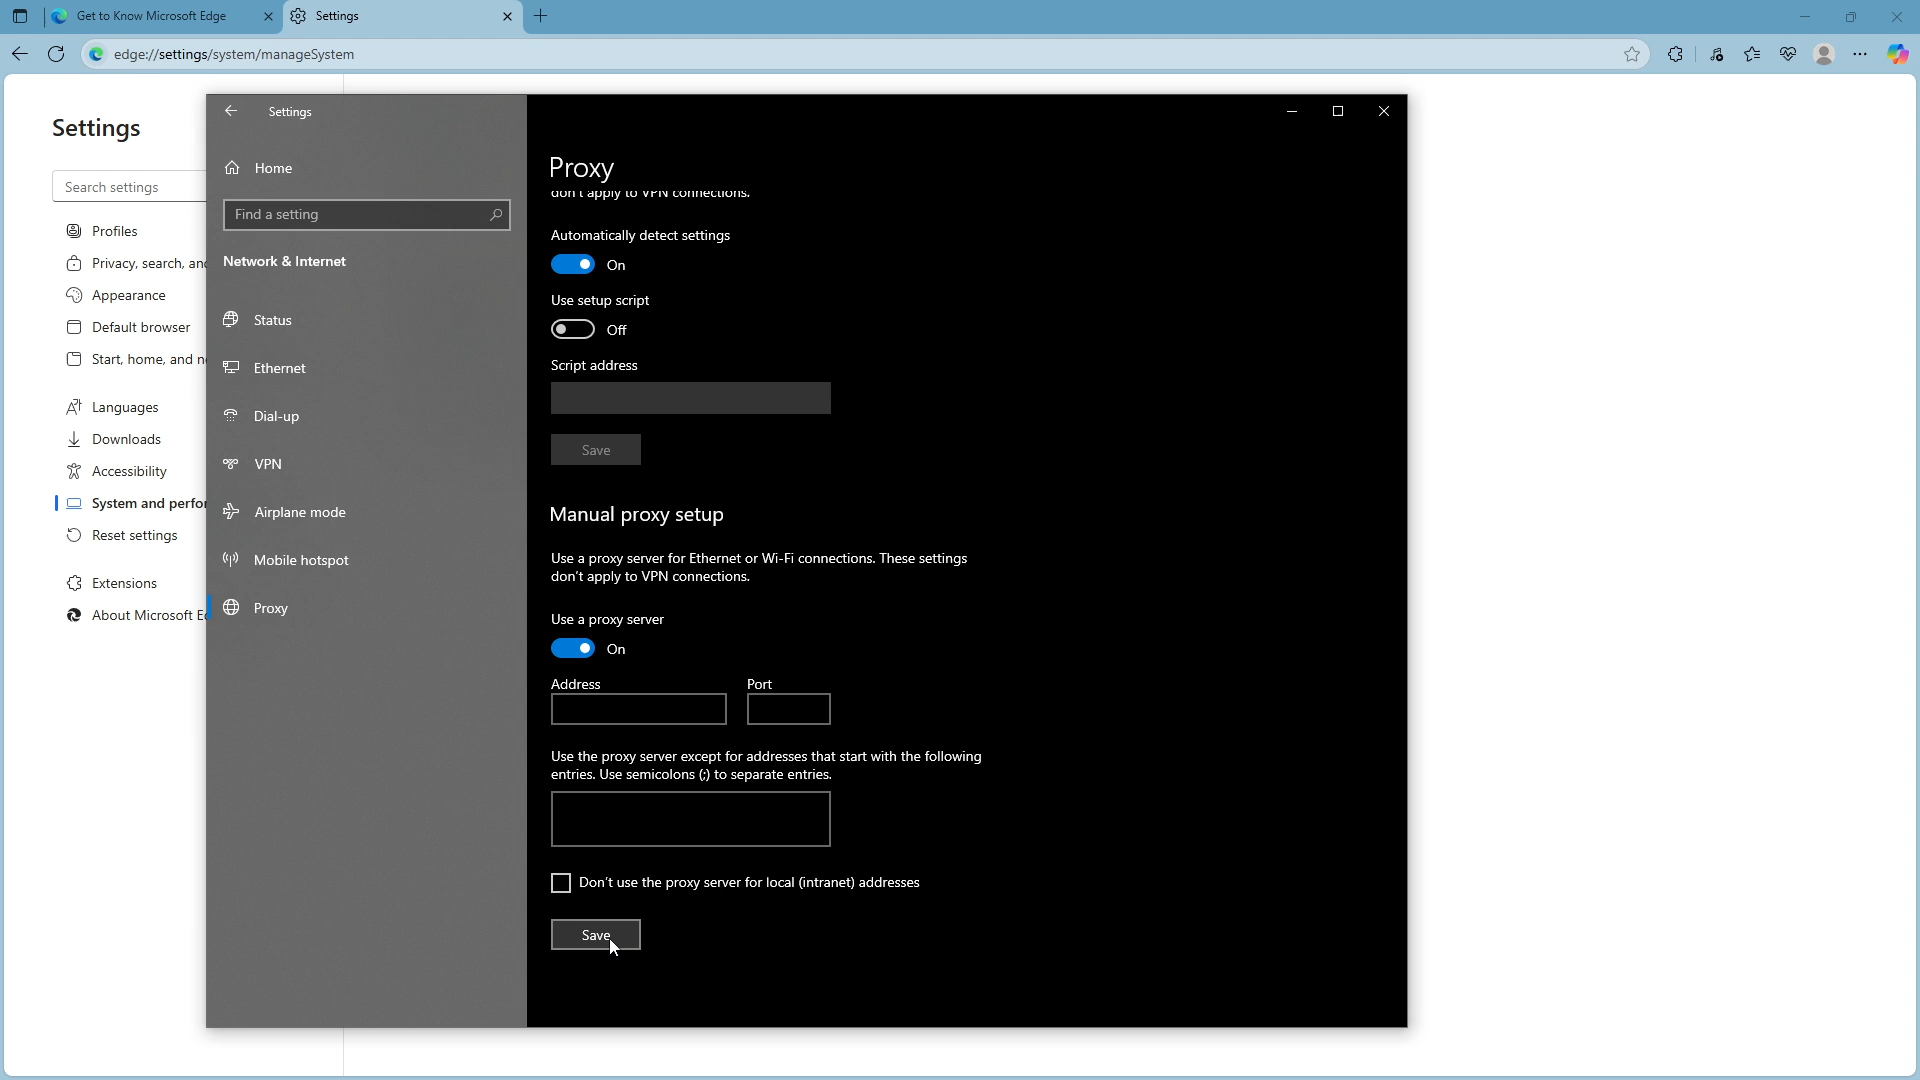 Get to Know Microsoft Edge
Settings
edge://settings/system/manageSystem
Settings
Search settings
Profiles
Privacy, search, and
Appearance
Default browser
Start, home, and n
Languages
Downloads
Accessibility
System and perfor
Reset settings
Extensions
About Microsoft Ed
Settings
Home
Find a setting
Network & Internet
Status
Ethernet
Dial-up
VPN
Airplane mode
Mobile hotspot
Proxy
Proxy
don't apply to VPN connections.
Automatically detect settings
On
Use setup script
Off
Script address
Save
Manual proxy setup
Use a proxy server for Ethernet or Wi-Fi connections. These settings
don't apply to VPN connections.
Use a proxy server
On
Address Port
Use the proxy server except for addresses that start with the following
entries. Use semicolons (;) to separate entries.
Don't use the proxy server for local (intranet) addresses
Save